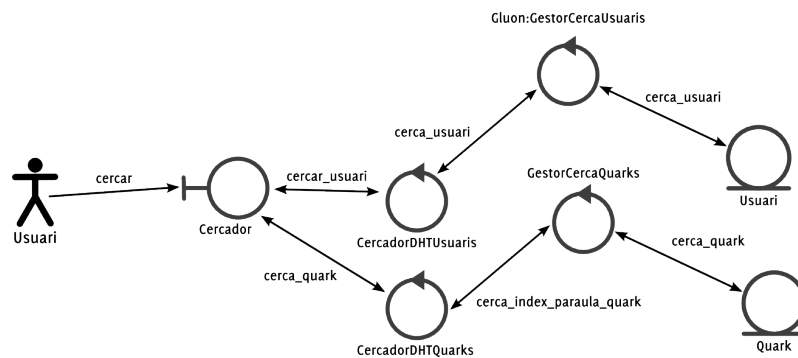 Gluon:GestorCercaUsuaris
cerca_usuari
cerca_usuari
cercar
cercar_usuari
GestorCercaQuarks
Usuari
Usuari
Cercador
CercadorDHTUsuaris
cerca_quark
cerca_quark
cerca_index_paraula_quark
CercadorDHTQuarks
Quark